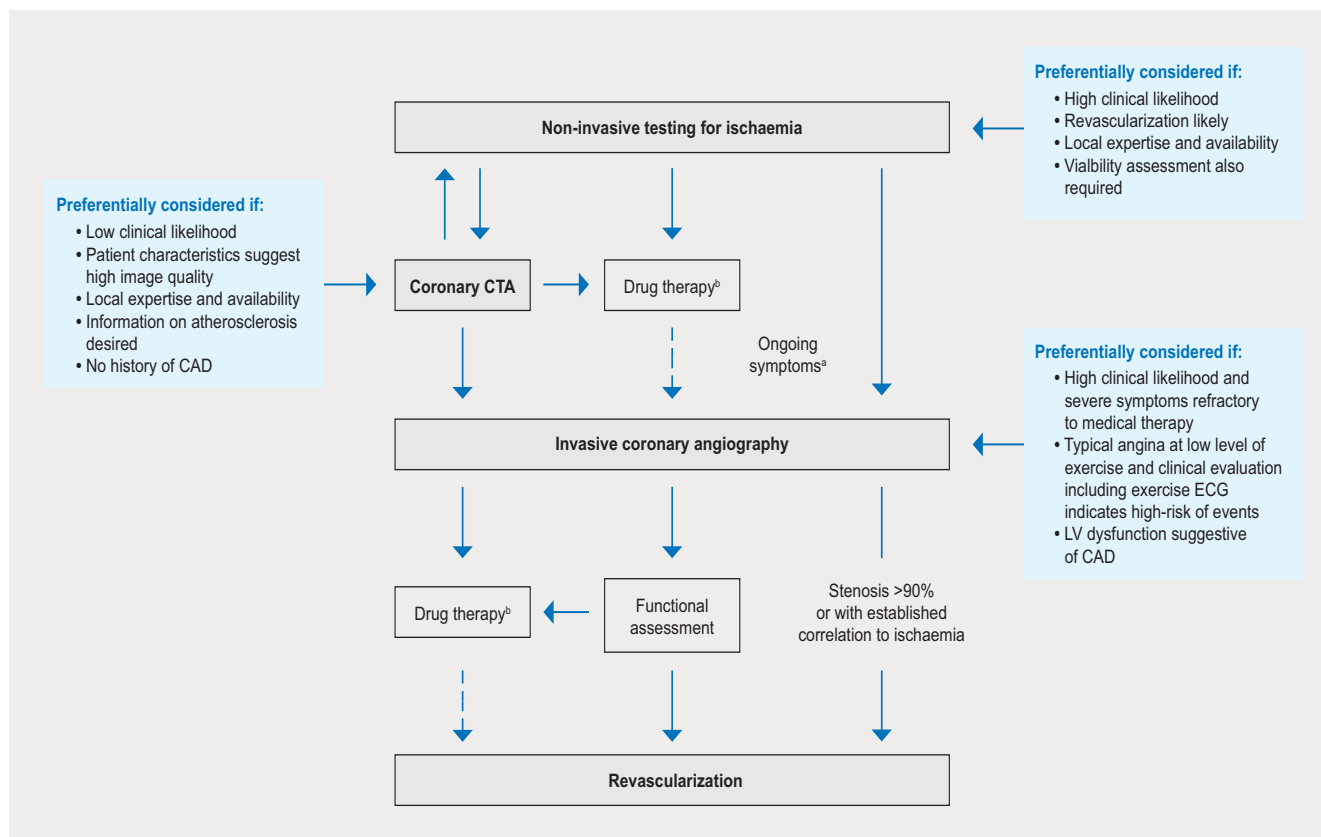 Preferentially considered if:
• High clinical likelihood
• Revascularization likely
• Local expertise and availability
• Vialbility assessment also
required
Non-invasive testing for ischaemia
Preferentially considered if:
• Low clinical likelihood
• Patient characteristics suggest
high image quality
• Local expertise and availability
• Information on atherosclerosis
desired
• No history of CAD
Coronary CTA
Drug therapyᵇ
Ongoing
symptomsᵃ
Preferentially considered if:
• High clinical likelihood and
severe symptoms refractory
to medical therapy
• Typical angina at low level of
exercise and clinical evaluation
including exercise ECG
indicates high-risk of events
• LV dysfunction suggestive
of CAD
Invasive coronary angiography
Drug therapyᵇ
Functional
assessment
Stenosis >90%
or with established
correlation to ischaemia
Revascularization